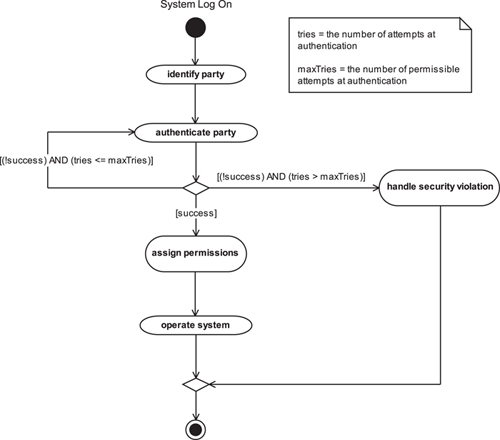 System Log On
tries = the number of attempts at
authentication
maxTries = the number of permissible
attempts at authentication
identify party
authenticate party
[(!success) AND (tries <= maxTries)]
[(!success) AND (tries > maxTries)]
handle security violation
[success]
assign permissions
operate system